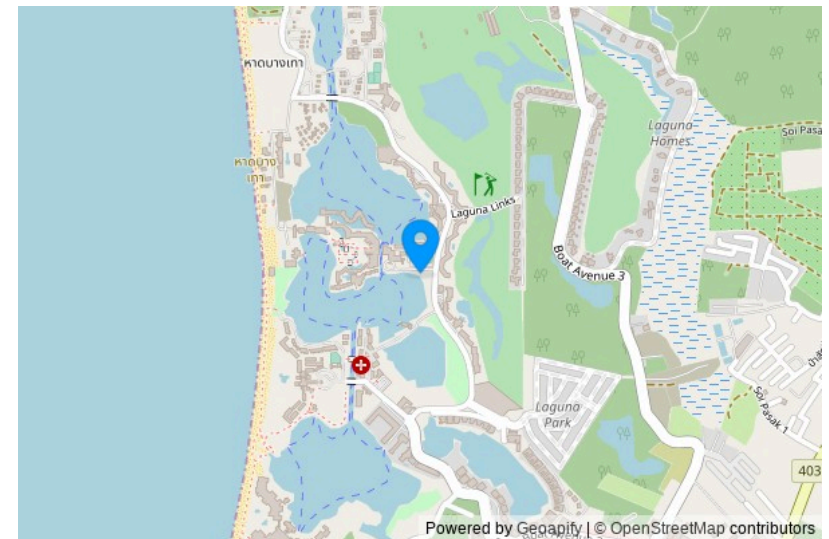 หาดบางเทา
Laguna
Homes
Soi Pasa
หาดบาง
เทา
Laguna Links
Boat Avenue 3
Laguna
Park
Soi Pasak 1
403
Powered by Geoapify | © OpenStreetMap contributors